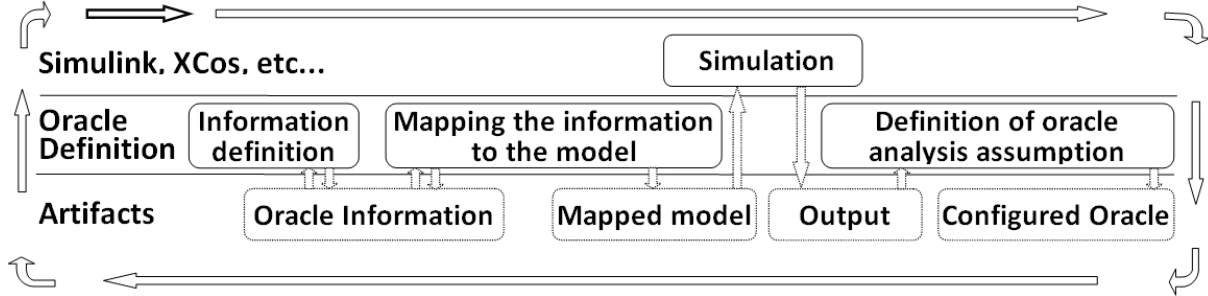 Simulink, XCos, etc...
Simulation
Oracle
Definition
Information
definition
Mapping the information
to the model
Definition of oracle
analysis assumption
Artifacts
Oracle Information
Mapped model
Output
Configured Oracle